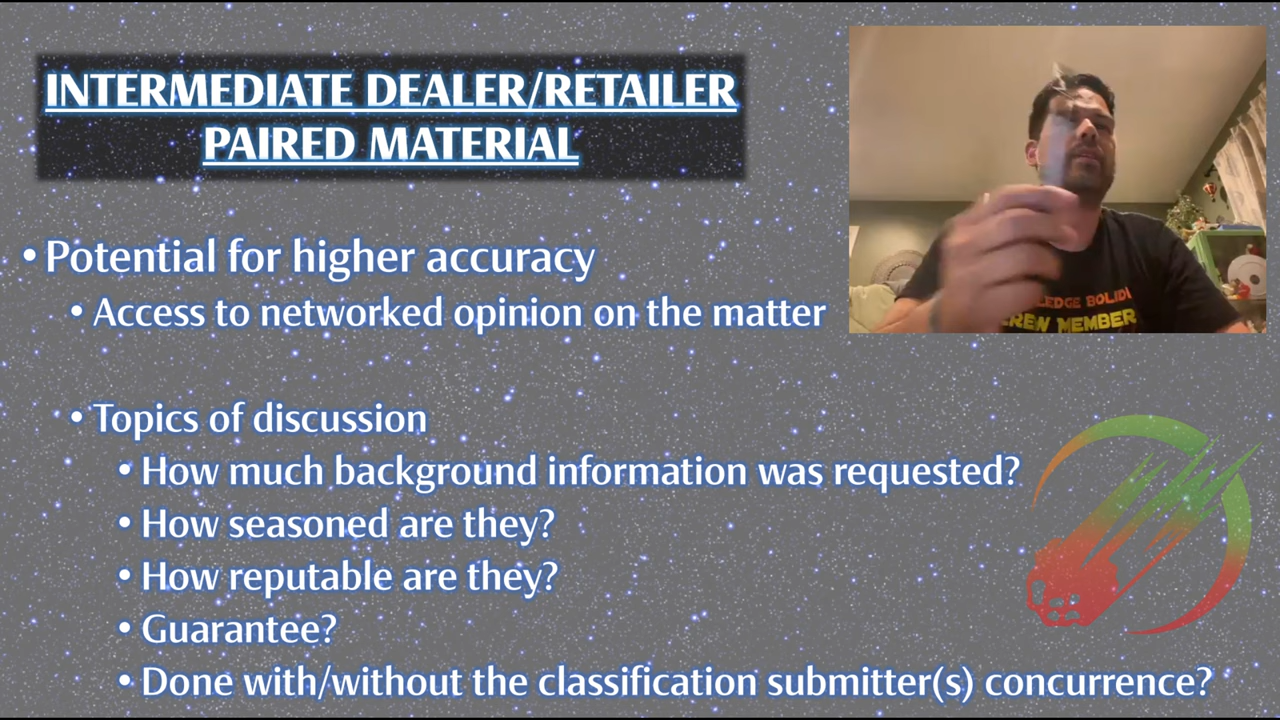 INTERMEDIATE DEALER/RETAILER
PAIRED MATERIAL
• Potential for higher accuracy
• Access to networked opinion on the matter
• Topics of discussion
• How much background information was requested?
• How seasoned are they?
• How reputable are they?
• Guarantee?
• Done with/without the classification submitter(s) concurrence?
MEMBER